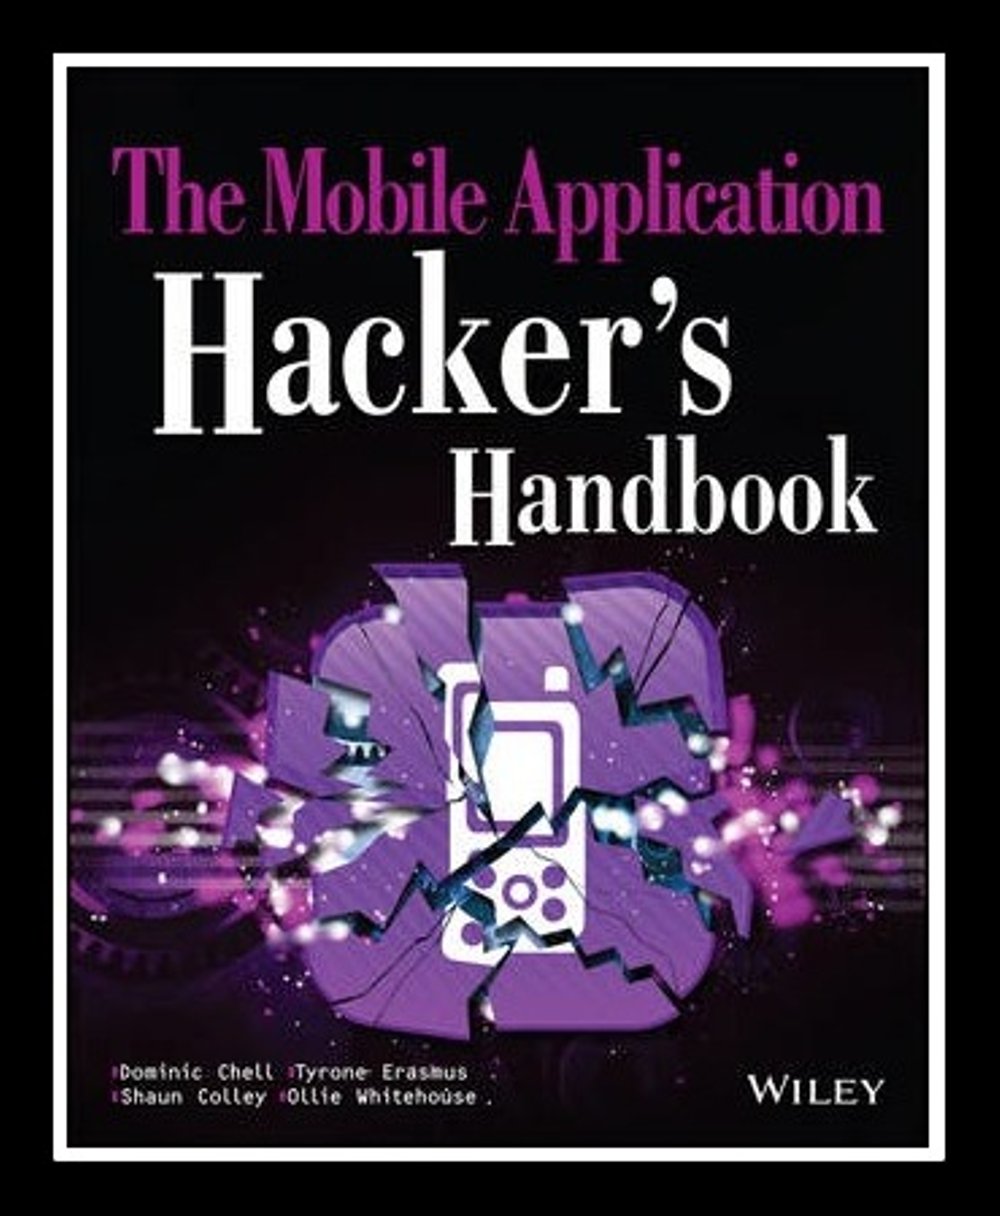 The Mobile Application
Hacker's
Handbook
Dominic Chell Tyrone Erasmus
Shaun Colley Ollie Whitehouse
WILEY